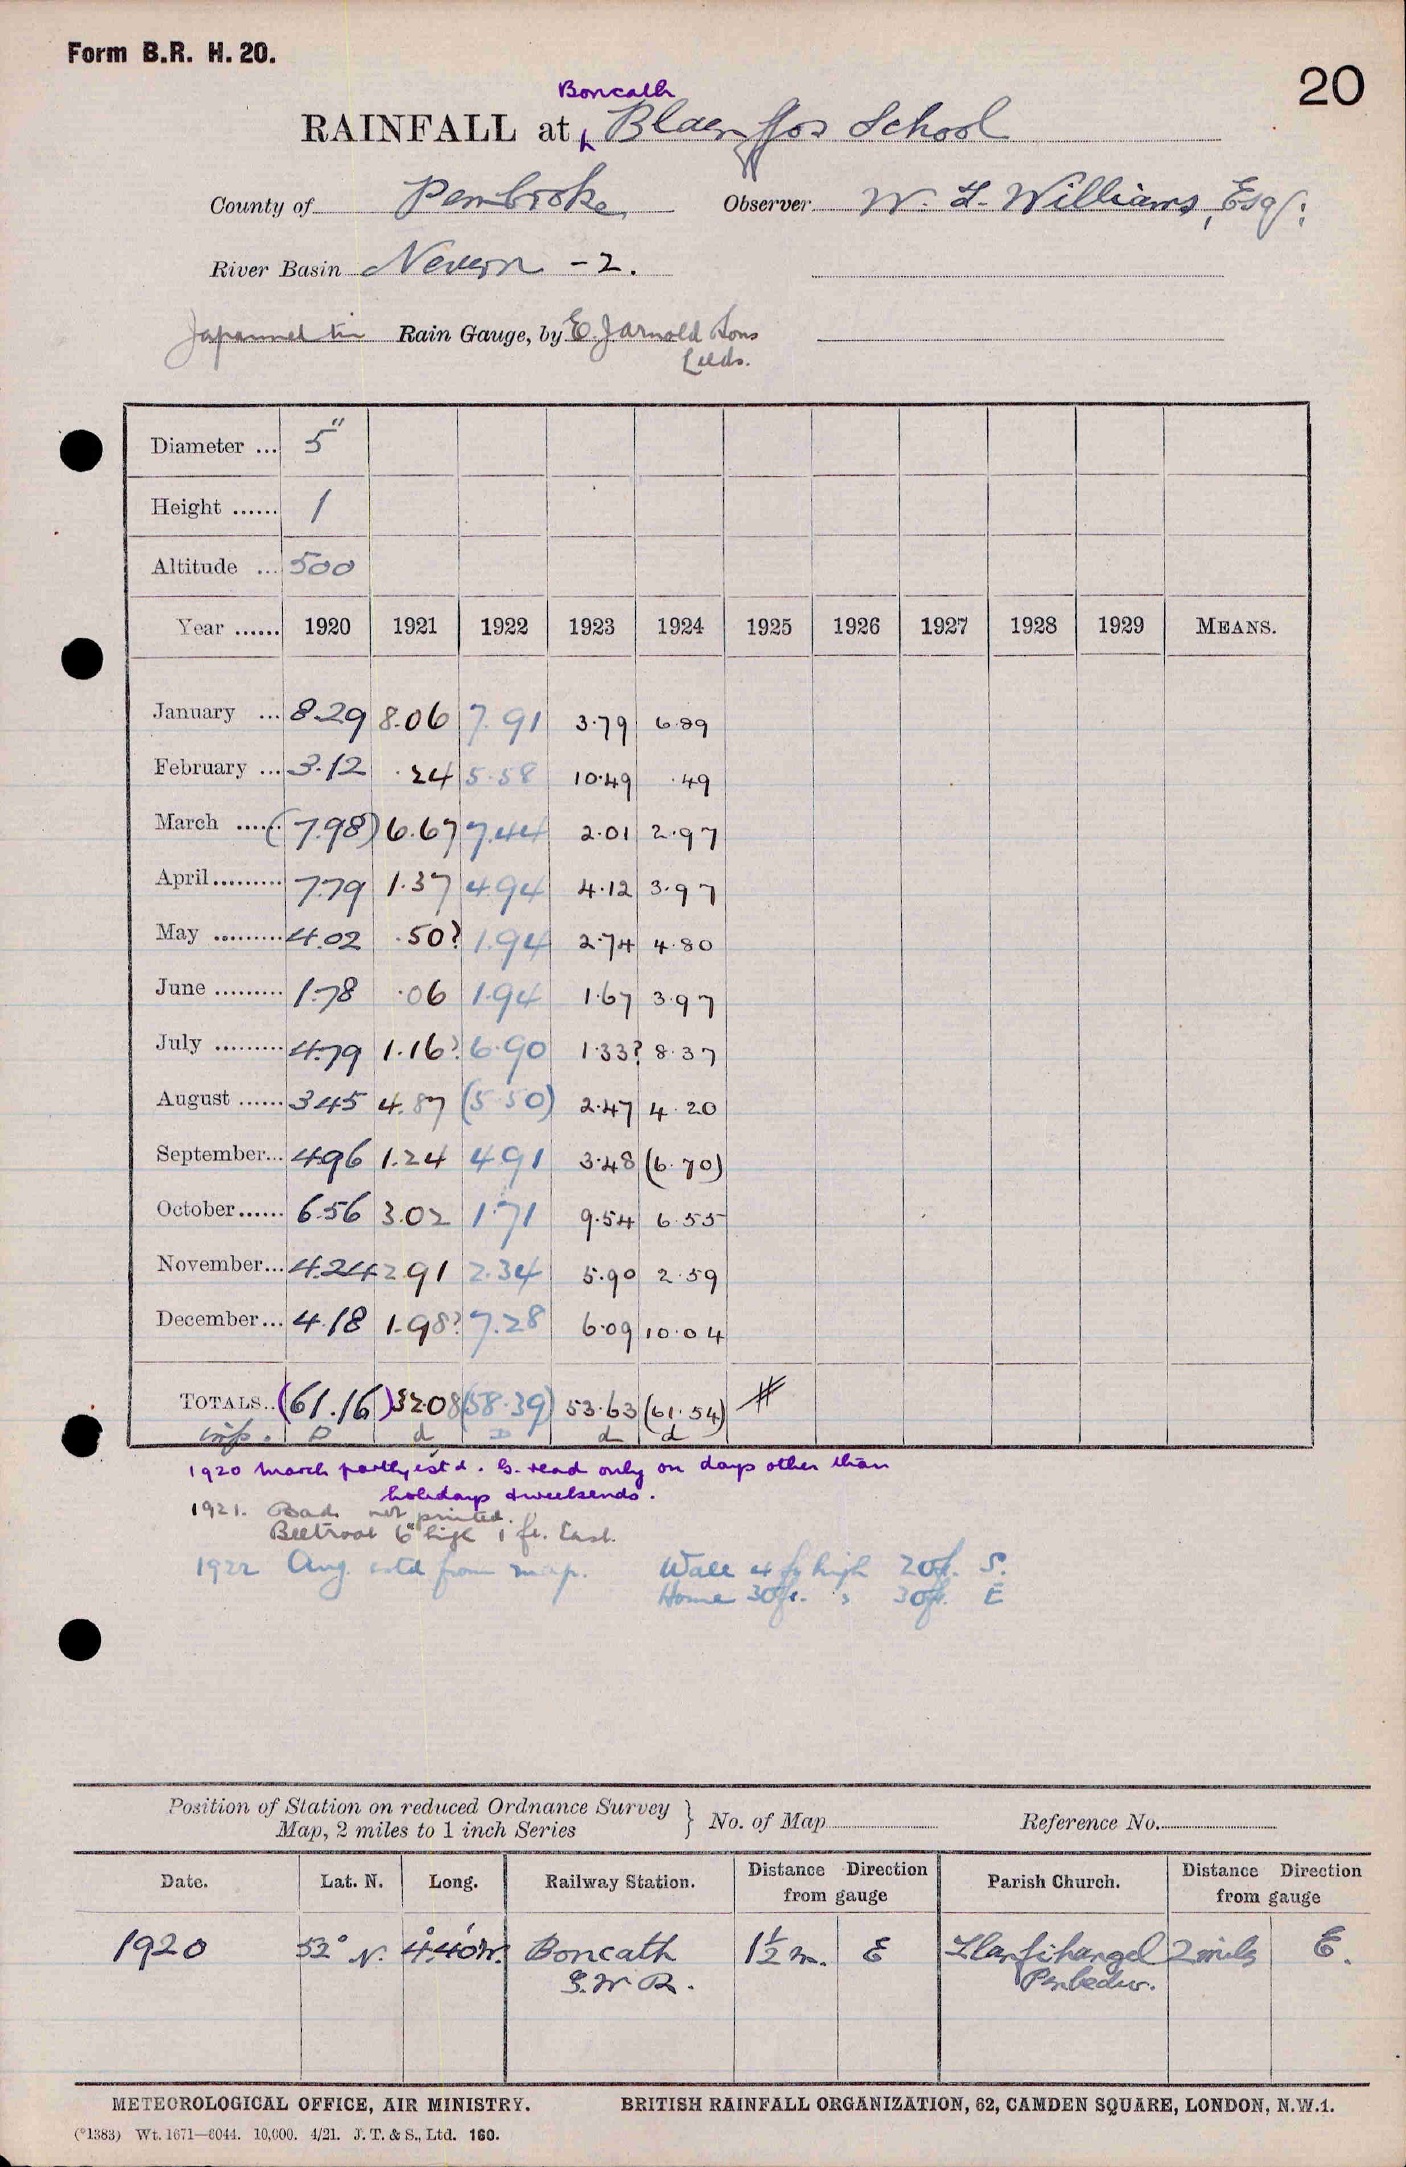 Form B.R. H. 20.
20
Boncath
RAINFALL at Blaenffos School
County of Pembroke Observer W. F. Williams, Esq:
River Basin Nevern - 2.
Japanned tin Rain Gauge, by E. J Arnold Sons
Leeds.
Diameter ... 5"
Height ...... 1
Altitude ... 500
Year ...... 1920 1921 1922 1923 1924 1925 1926 1927 1928 1929 MEANS.
January ... 8.29 8.06 7.91 3.79 6.89
February ... 3.12 .24 5.58 10.49 .49
March ...... (7.98) 6.67 7.44 2.01 2.97
April......... 7.79 1.37 4.94 4.12 3.97
May ......... 4.02 .50? 1.94 2.74 4.80
June ......... 1.78 .06 1.94 1.67 3.97
July ......... 4.79 1.16? 6.90 1.33? 8.37
August ...... 3.45 4.87 (5.50) 2.47 4.20
September... 4.96 1.24 4.91 3.48 (6.70)
October...... 6.56 3.02 1.71 9.54 6.55
November... 4.24 2.91 2.34 5.90 2.59
December... 4.18 1.98? 7.28 6.09 10.04
TOTALS.. (61.16) 32.08 (58.39) 53.63 (61.54) #
D d D d d
1920 March partly est'd. G. read only on days other than
holidays & weekends.
1921. Bad. not printed.
Beetroot 6" high 1 ft. East.
1922 Aug. estd from map. Wall 4 ft high 20ft. S.
Home 30ft. " 30ft. E
Position of Station on reduced Ordnance Survey
Map, 2 miles to 1 inch Series } No. of Map Reference No.
Date. Lat. N. Long. Railway Station. Distance Direction from gauge Parish Church. Distance Direction from gauge
1920 52° N. 4° 40' W. Boncath 1½ m. E Llanfihangel 2 miles E.
G.W.R. Penbedw.
METEOROLOGICAL OFFICE, AIR MINISTRY. BRITISH RAINFALL ORGANIZATION, 62, CAMDEN SQUARE, LONDON, N.W.1.
(*1383) Wt. 1671—6044. 10,000. 4/21. J. T. & S., Ltd. 160.